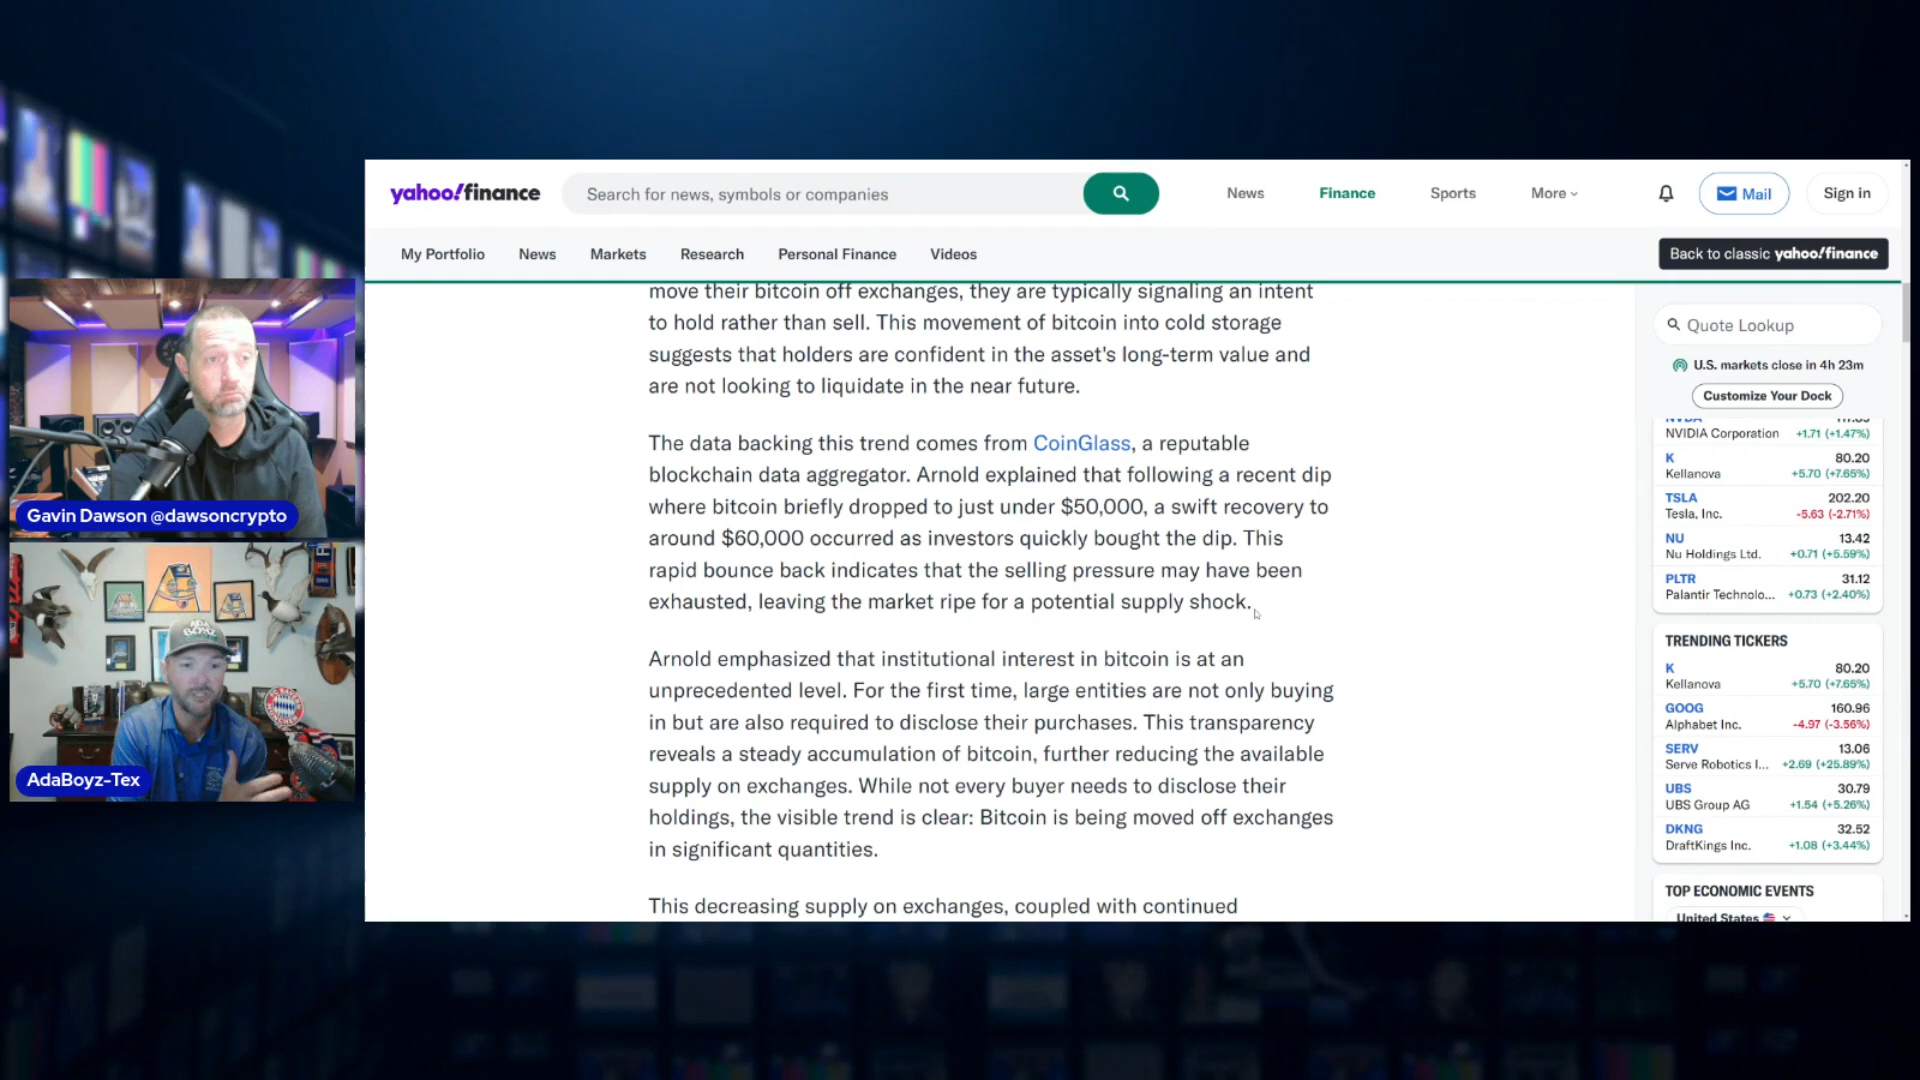 yahoo!finance
Search for news, symbols or companies
News
Finance
Sports
More
Mail
Sign in
My Portfolio
News
Markets
Research
Personal Finance
Videos
Back to classic yahoo!finance
move their bitcoin off exchanges, they are typically signaling an intent
to hold rather than sell. This movement of bitcoin into cold storage
suggests that holders are confident in the asset's long-term value and
are not looking to liquidate in the near future.
The data backing this trend comes from CoinGlass, a reputable
blockchain data aggregator. Arnold explained that following a recent dip
where bitcoin briefly dropped to just under $50,000, a swift recovery to
around $60,000 occurred as investors quickly bought the dip. This
rapid bounce back indicates that the selling pressure may have been
exhausted, leaving the market ripe for a potential supply shock.
Arnold emphasized that institutional interest in bitcoin is at an
unprecedented level. For the first time, large entities are not only buying
in but are also required to disclose their purchases. This transparency
reveals a steady accumulation of bitcoin, further reducing the available
supply on exchanges. While not every buyer needs to disclose their
holdings, the visible trend is clear: Bitcoin is being moved off exchanges
in significant quantities.
This decreasing supply on exchanges, coupled with continued
Quote Lookup
U.S. markets close in 4h 23m
Customize Your Dock
NVDA
NVIDIA Corporation +1.71 (+1.47%)
K 80.20
Kellanova +5.70 (+7.65%)
TSLA 202.20
Tesla, Inc. -5.63 (-2.71%)
NU 13.42
Nu Holdings Ltd. +0.71 (+5.59%)
PLTR 31.12
Palantir Technolo... +0.73 (+2.40%)
TRENDING TICKERS
K 80.20
Kellanova +5.70 (+7.65%)
GOOG 160.96
Alphabet Inc. -4.97 (-3.56%)
SERV 13.06
Serve Robotics I... +2.69 (+25.89%)
UBS 30.79
UBS Group AG +1.54 (+5.26%)
DKNG 32.52
DraftKings Inc. +1.08 (+3.44%)
TOP ECONOMIC EVENTS
United States
Gavin Dawson @dawsoncrypto
ADA
BOYZ
AdaBoyz-Tex